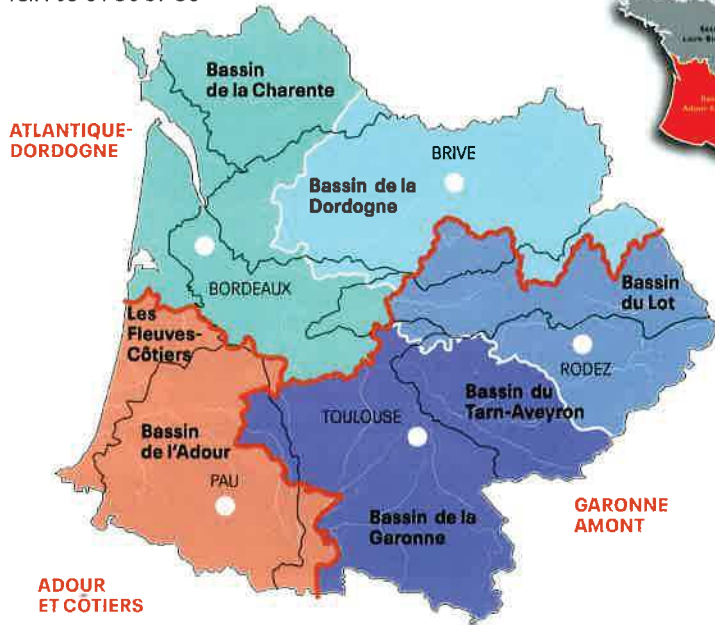 Bassin
de la Charente
ATLANTIQUE-
DORDOGNE
BRIVE
Bassin de la
Dordogne
BORDEAUX
Bassin
du Lot
Les
Fleuves-
Côtiers
RODEZ
Bassin du
Tarn-Aveyron
TOULOUSE
Bassin
de l'Adour
PAU
GARONNE
AMONT
Bassin de la
Garonne
ADOUR
ET CÔTIERS